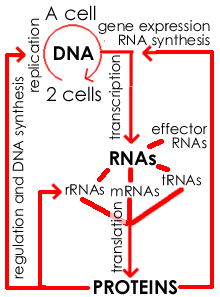 A cell
gene expression
RNA synthesis
replication
DNA
2 cells
transcription
regulation and DNA synthesis
effector
RNAs
RNAs
rRNAs
mRNAs
tRNAs
translation
PROTEINS